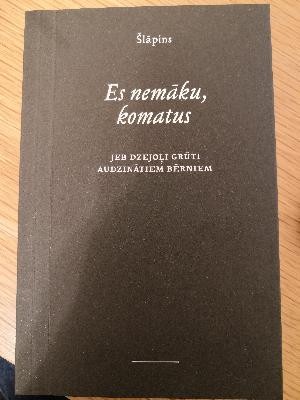 Šlāpins
Es nemāku,
komatus
JEB DZEJOĻI GRŪTI
AUDZINĀTIEM BĒRNIEM